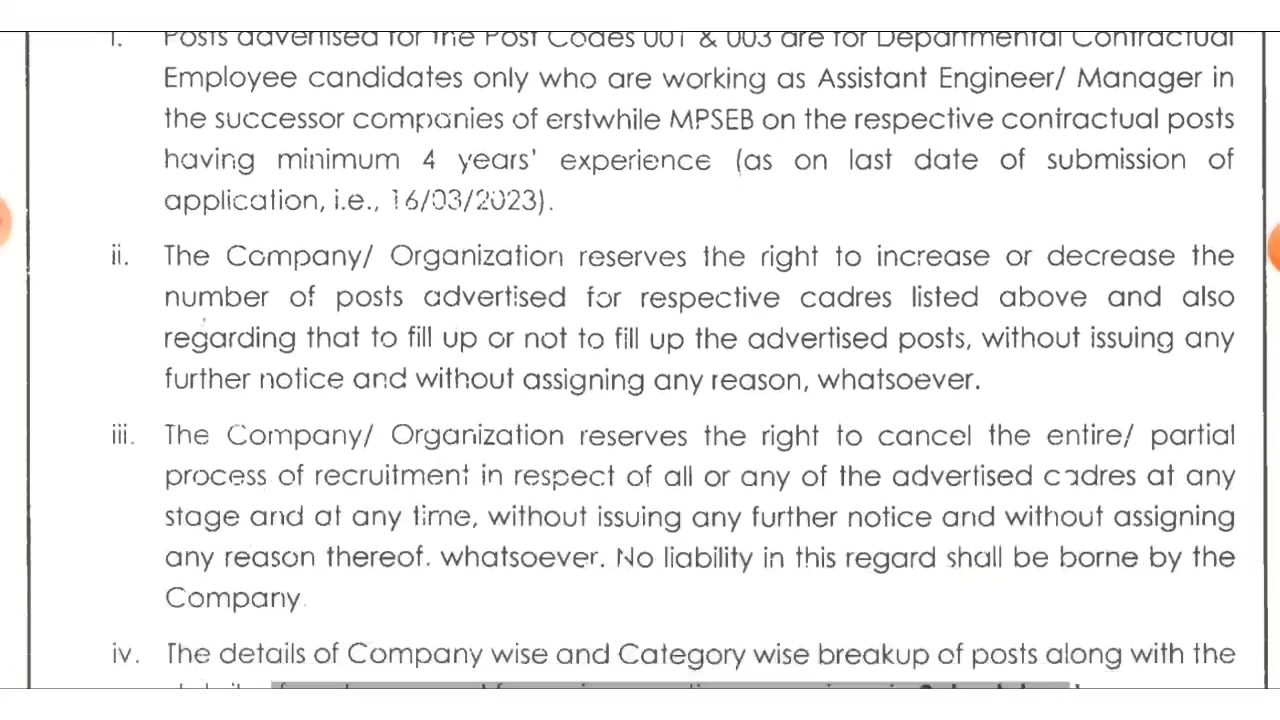 i. Posts advertised for the Post Codes 001 & 003 are for Departmental Contractual
Employee candidates only who are working as Assistant Engineer/ Manager in
the successor companies of erstwhile MPSEB on the respective contractual posts
having minimum 4 years' experience (as on last date of submission of
application, i.e., 16/03/2023).
ii. The Company/ Organization reserves the right to increase or decrease the
number of posts advertised for respective cadres listed above and also
regarding that to fill up or not to fill up the advertised posts, without issuing any
further notice and without assigning any reason, whatsoever.
iii. The Company/ Organization reserves the right to cancel the entire/ partial
process of recruitment in respect of all or any of the advertised cadres at any
stage and at any time, without issuing any further notice and without assigning
any reason thereof. whatsoever. No liability in this regard shall be borne by the
Company.
iv. The details of Company wise and Category wise breakup of posts along with the